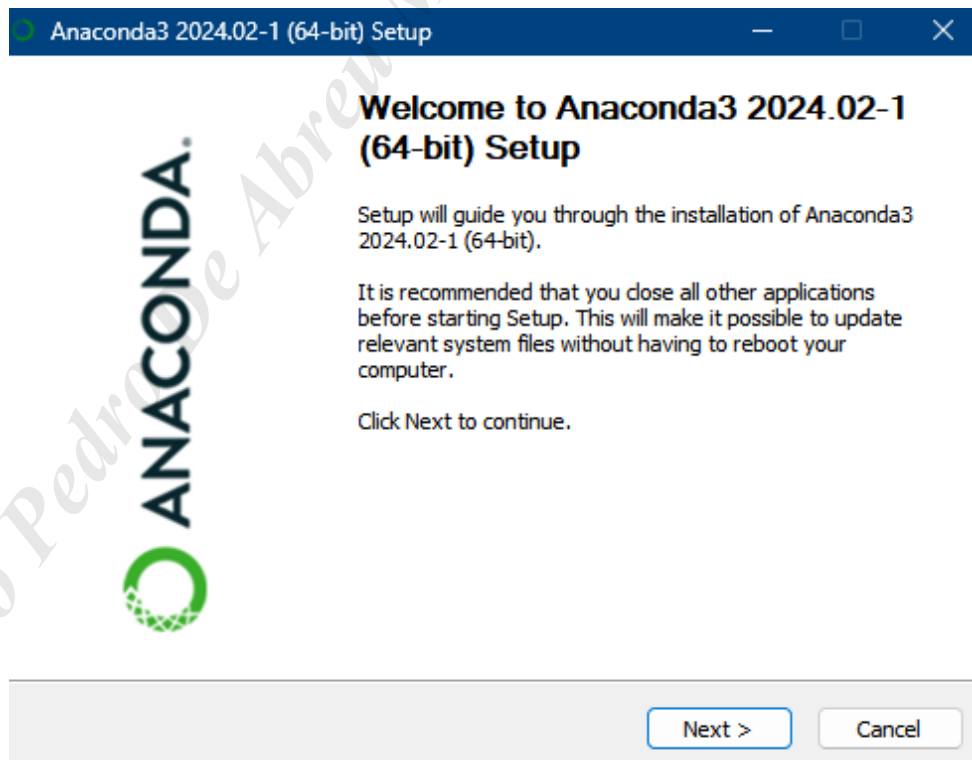 Anaconda3 2024.02-1 (64-bit) Setup
Welcome to Anaconda3 2024.02-1
(64-bit) Setup
Setup will guide you through the installation of Anaconda3
2024.02-1 (64-bit).
It is recommended that you close all other applications
before starting Setup. This will make it possible to update
relevant system files without having to reboot your
computer.
Click Next to continue.
ANACONDA.
Pedro De Abreu
Next >
Cancel